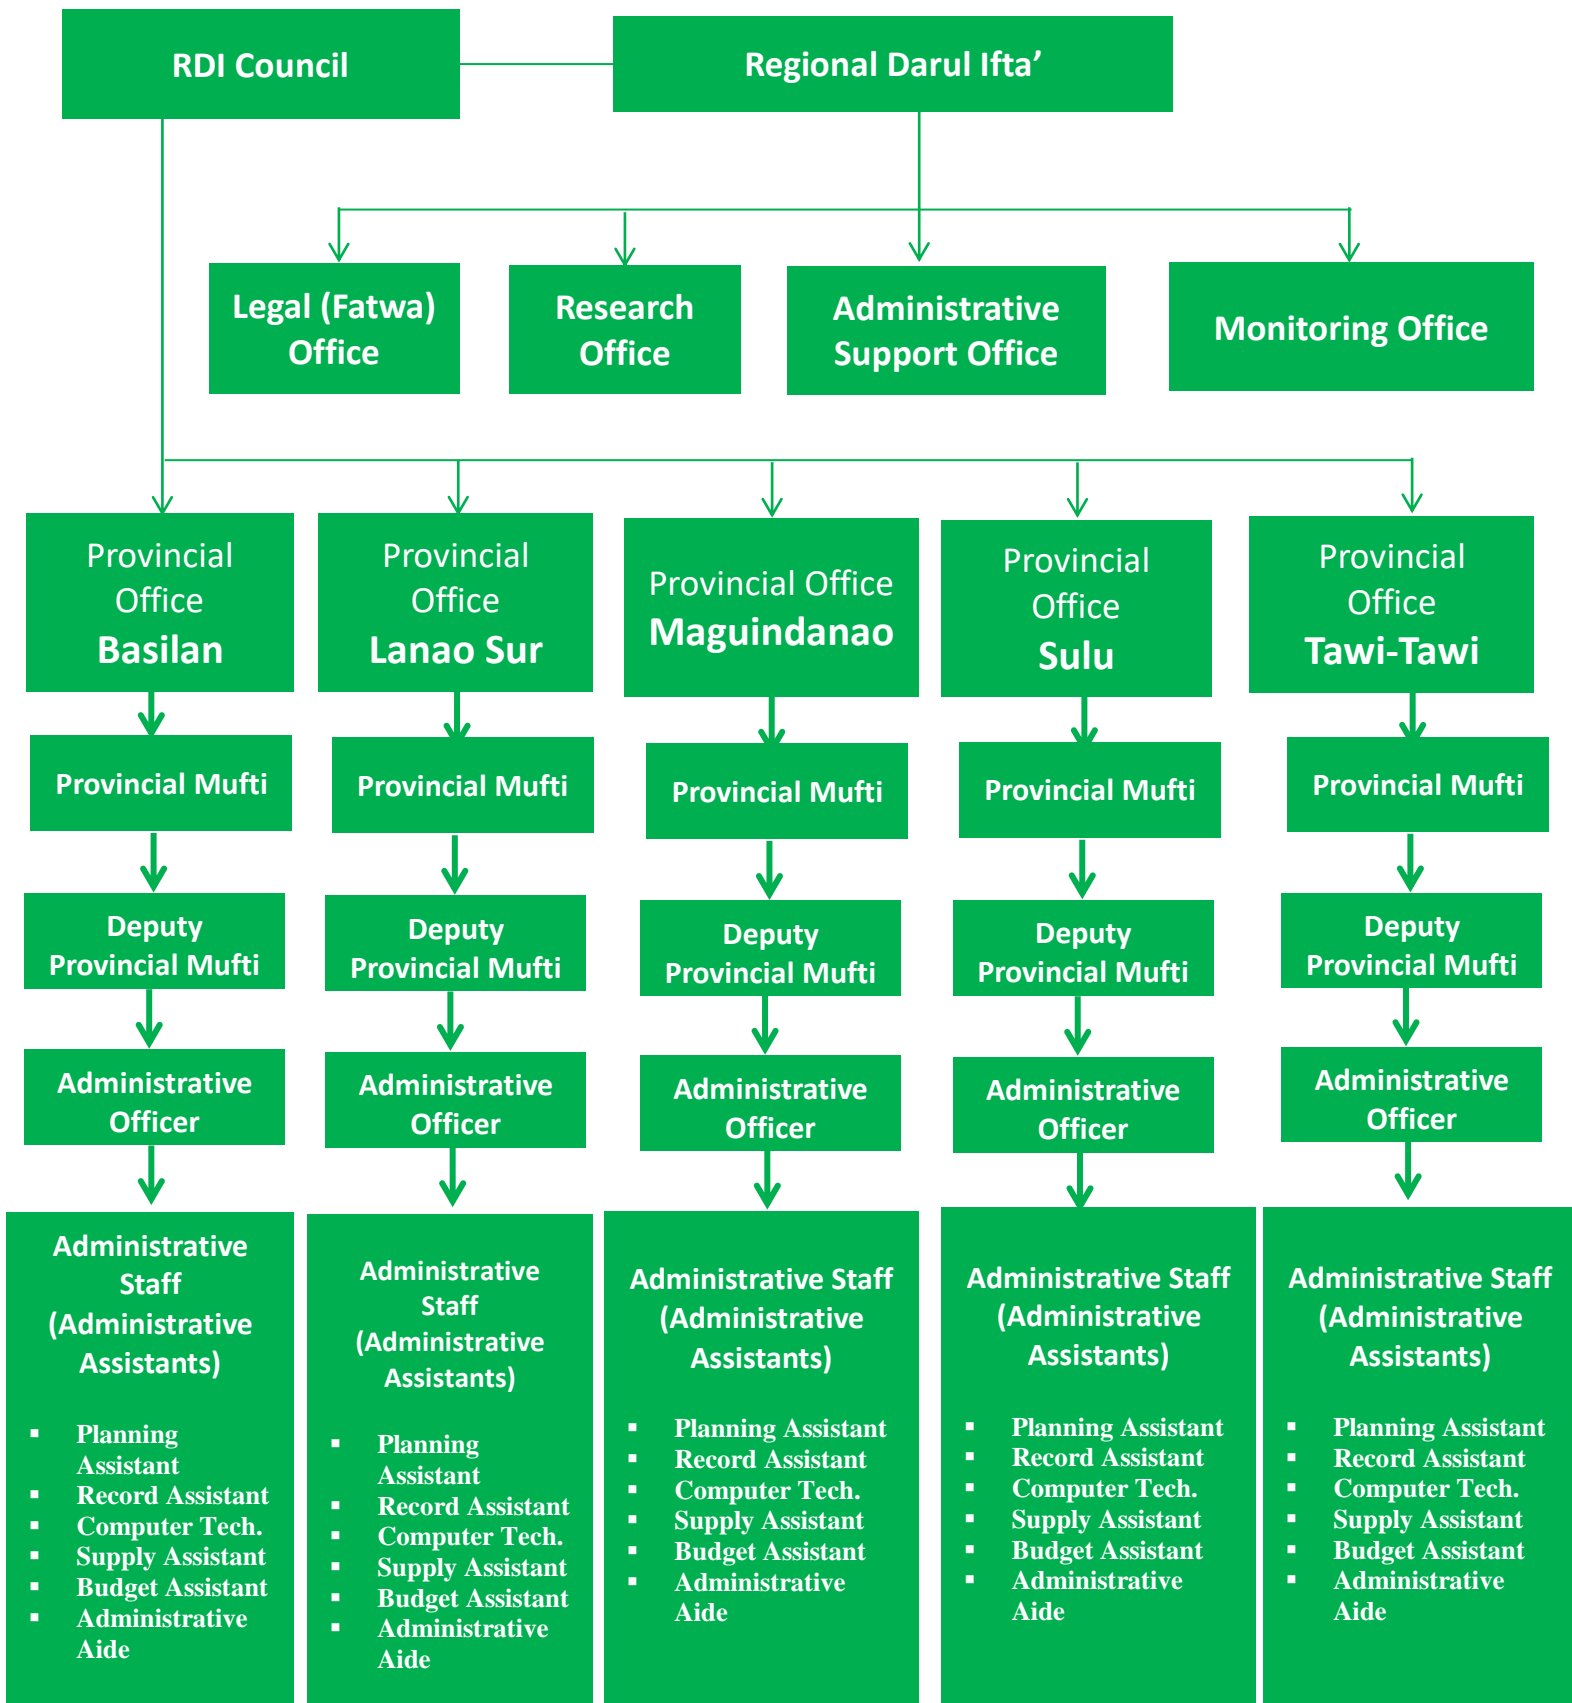 RDI Council
Regional Darul Ifta’
Legal (Fatwa)
Office
Research
Office
Administrative
Support Office
Monitoring Office
Provincial
Office
Basilan
Provincial
Office
Lanao Sur
Provincial Office
Maguindanao
Provincial
Office
Sulu
Provincial
Office
Tawi-Tawi
Provincial Mufti
Provincial Mufti
Provincial Mufti
Provincial Mufti
Provincial Mufti
Deputy
Provincial Mufti
Deputy
Provincial Mufti
Deputy
Provincial Mufti
Deputy
Provincial Mufti
Deputy
Provincial Mufti
Administrative
Officer
Administrative
Officer
Administrative
Officer
Administrative
Officer
Administrative
Officer
Administrative
Staff
(Administrative
Assistants)
▪ Planning
Assistant
▪ Record Assistant
▪ Computer Tech.
▪ Supply Assistant
▪ Budget Assistant
▪ Administrative
Aide
Administrative
Staff
(Administrative
Assistants)
▪ Planning
Assistant
▪ Record Assistant
▪ Computer Tech.
▪ Supply Assistant
▪ Budget Assistant
▪ Administrative
Aide
Administrative Staff
(Administrative
Assistants)
▪ Planning Assistant
▪ Record Assistant
▪ Computer Tech.
▪ Supply Assistant
▪ Budget Assistant
▪ Administrative
Aide
Administrative Staff
(Administrative
Assistants)
▪ Planning Assistant
▪ Record Assistant
▪ Computer Tech.
▪ Supply Assistant
▪ Budget Assistant
▪ Administrative
Aide
Administrative Staff
(Administrative
Assistants)
▪ Planning Assistant
▪ Record Assistant
▪ Computer Tech.
▪ Supply Assistant
▪ Budget Assistant
▪ Administrative
Aide